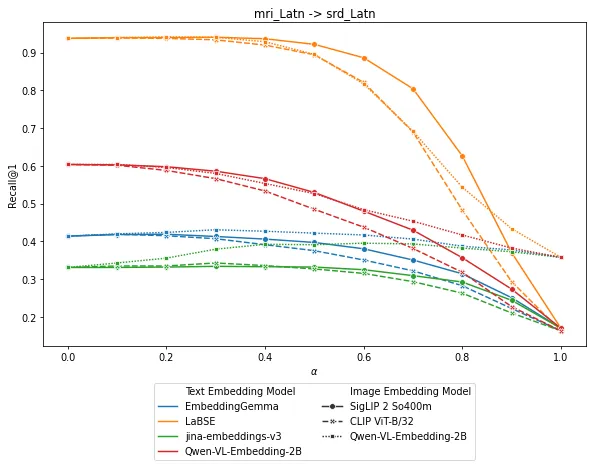 mri_Latn -> srd_Latn
Recall@1
0.9
0.8
0.7
0.6
0.5
0.4
0.3
0.2
0.0 0.2 0.4 0.6 0.8 1.0
α
Text Embedding Model
EmbeddingGemma
LaBSE
jina-embeddings-v3
Qwen-VL-Embedding-2B
Image Embedding Model
SigLIP 2 So400m
CLIP ViT-B/32
Qwen-VL-Embedding-2B